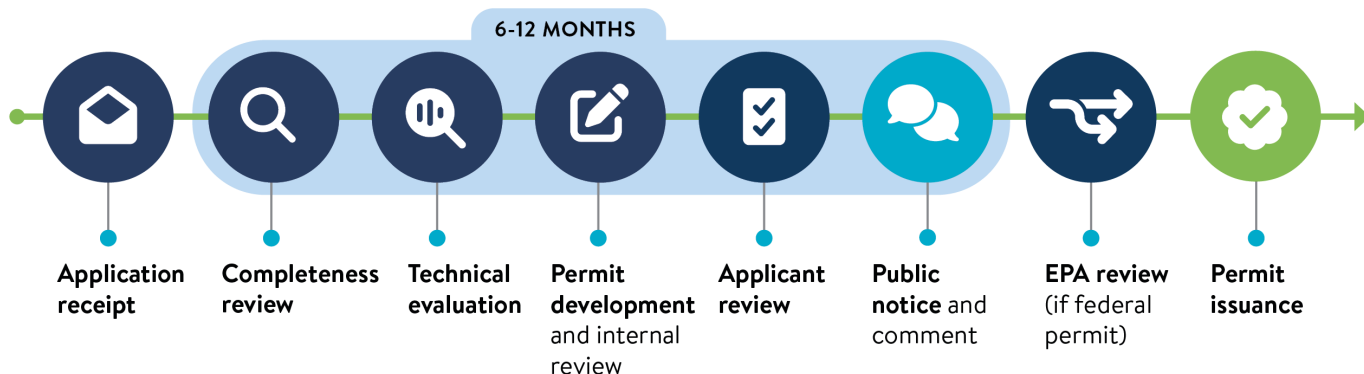 6-12 MONTHS
Application
receipt
Completeness
review
Technical
evaluation
Permit
development
and internal
review
Applicant
review
Public
notice and
comment
EPA review
(if federal
permit)
Permit
issuance